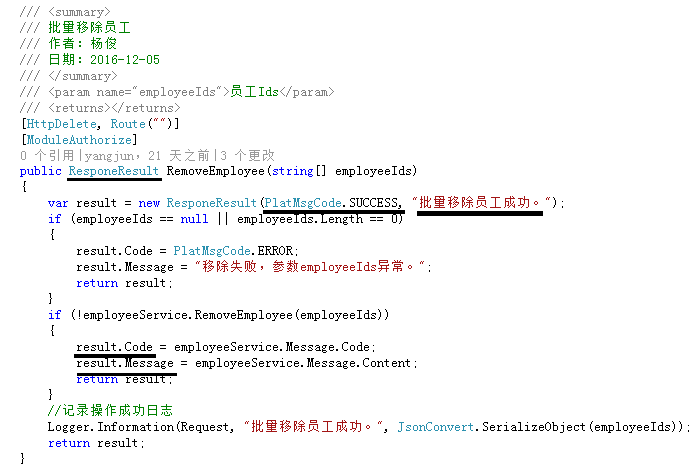 /// <summary>
/// 批量移除员工
/// 作者: 杨俊
/// 日期: 2016-12-05
/// </summary>
/// <param name="employeeIds">员工Ids</param>
/// <returns></returns>
[HttpDelete, Route("")]
[ModuleAuthorize]
0 个引用|yangjun，21 天之前|3 个更改
public ResponeResult RemoveEmployee(string[] employeeIds)
{
var result = new ResponeResult(PlatMsgCode.SUCCESS, "批量移除员工成功。");
if (employeeIds == null || employeeIds.Length == 0)
{
result.Code = PlatMsgCode.ERROR;
result.Message = "移除失败，参数employeeIds异常。";
return result;
}
if (!employeeService.RemoveEmployee(employeeIds))
{
result.Code = employeeService.Message.Code;
result.Message = employeeService.Message.Content;
return result;
}
//记录操作成功日志
Logger.Information(Request, "批量移除员工成功。", JsonConvert.SerializeObject(employeeIds));
return result;
}